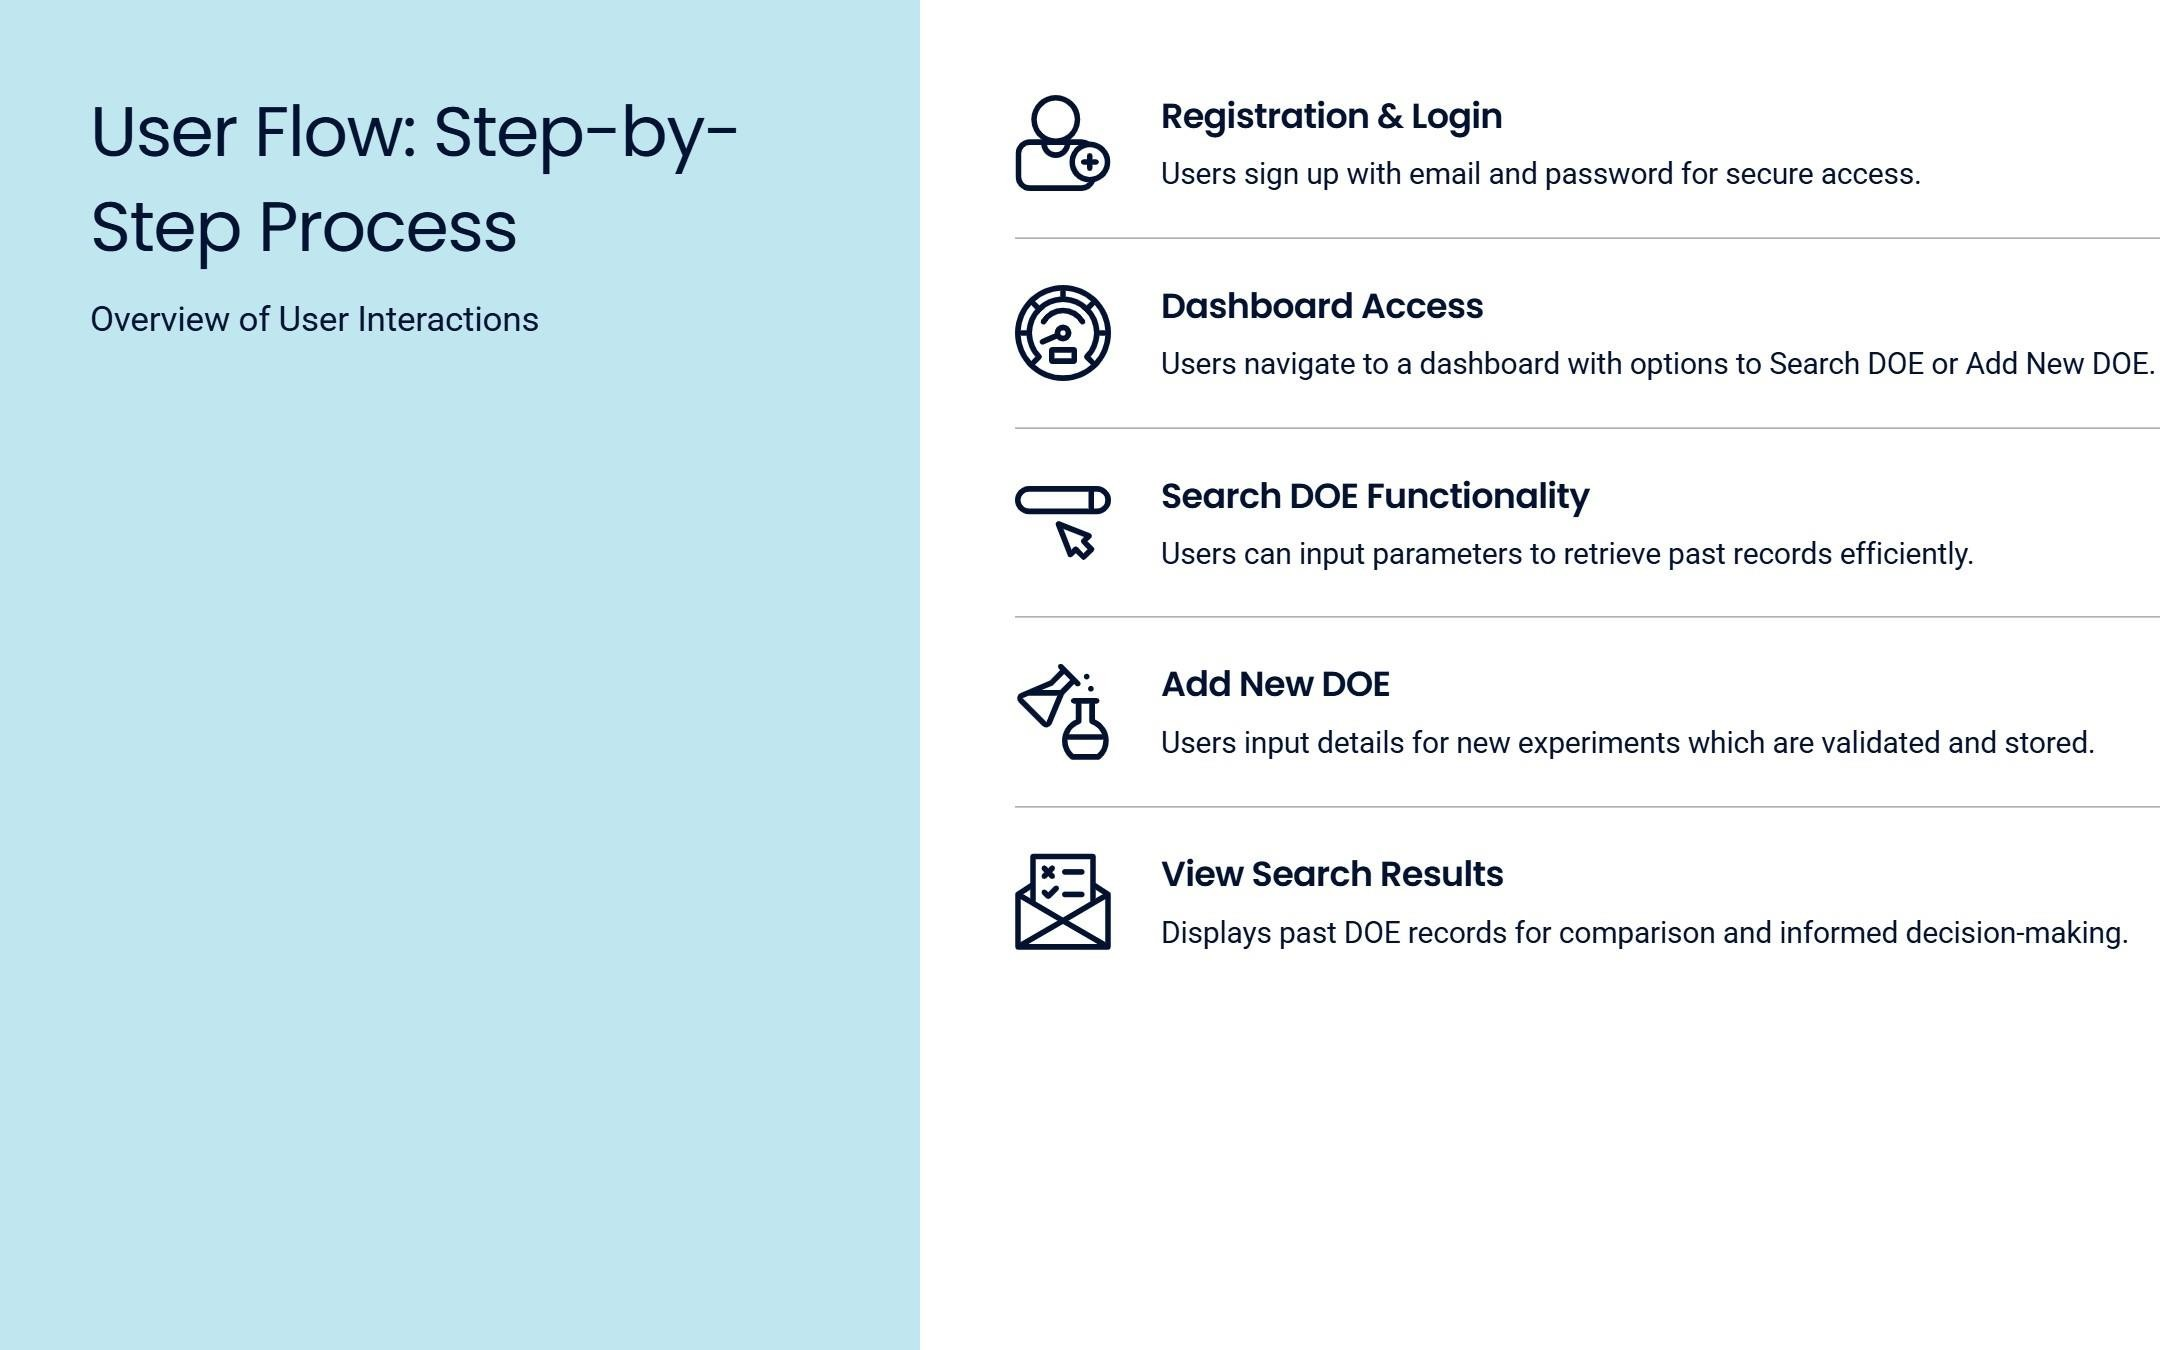 User Flow: Step-by-
Step Process
Overview of User Interactions
Registration & Login
Users sign up with email and password for secure access.
Dashboard Access
Users navigate to a dashboard with options to Search DOE or Add New DOE.
Search DOE Functionality
Users can input parameters to retrieve past records efficiently.
Add New DOE
Users input details for new experiments which are validated and stored.
View Search Results
Displays past DOE records for comparison and informed decision-making.